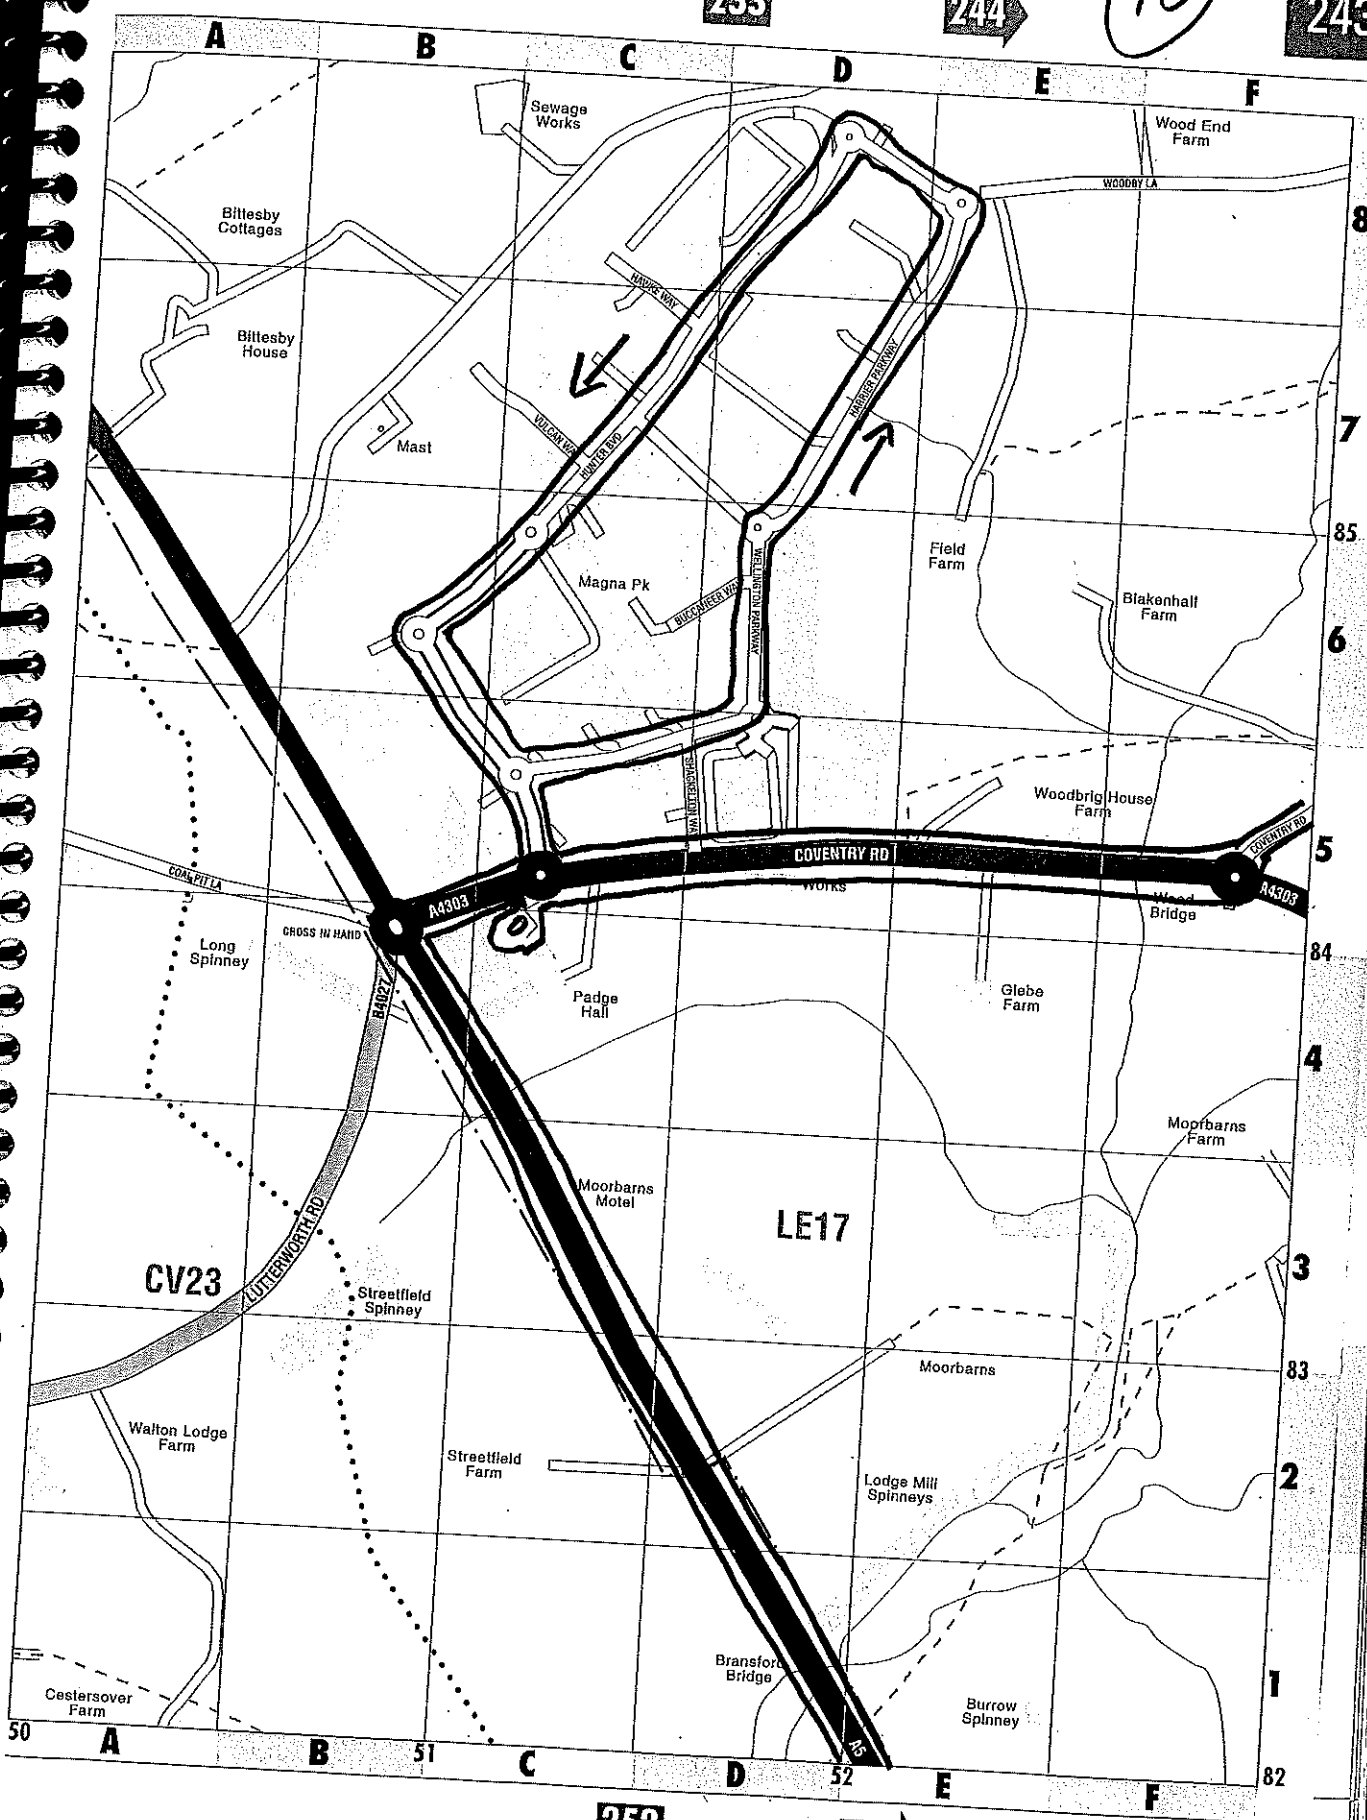 244
243
A
B
C
D
E
F
Sewage
Works
Wood End
Farm
WOODBY LA
8
Bittesby
Cottages
HAWKE WAY
Bittesby
House
HARRIER PARKWAY
VULCAN WA
HUNTER BVD
Mast
7
85
Field
Farm
Magna Pk
BUCCANEER WAY
WELLINGTON PARKWAY
Blakenhall
Farm
6
SHACKLETON WA
Woodbrig House
Farm
COVENTRY RD
COVENTRY RD
5
COAL PIT LA
A4303
Works
Wood
Bridge
A4303
CROSS IN HAND
Long
Spinney
84
B4027
Padge
Hall
Glebe
Farm
4
Moorbarns
Farm
Moorbarns
Motel
LE17
LUTTERWORTH RD
3
CV23
Streetfield
Spinney
Moorbarns
83
Walton Lodge
Farm
Streetfield
Farm
Lodge Mill
Spinneys
2
Bransford
Bridge
1
Cestersover
Farm
Burrow
Spinney
A5
50
A
B
51
C
D
52
E
F
82